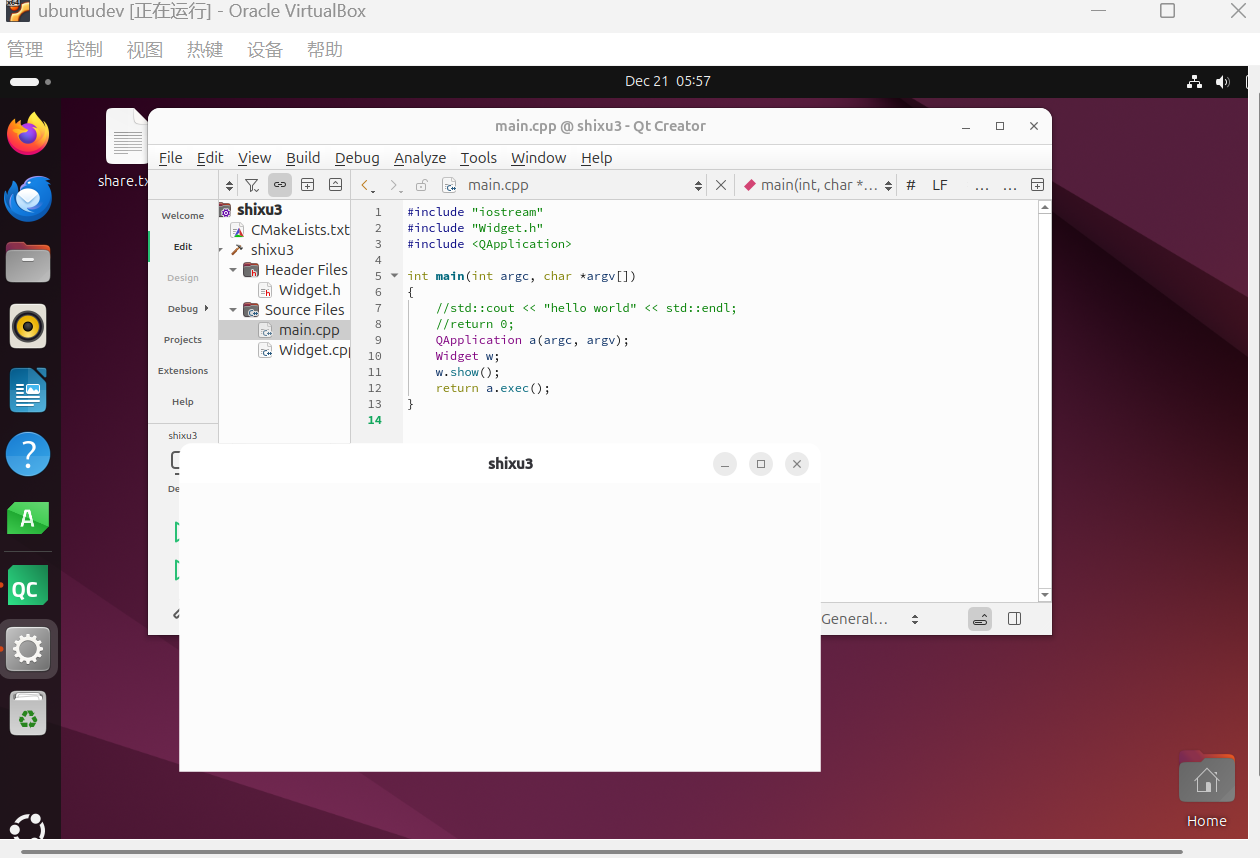 ubuntudev [正在运行] - Oracle VirtualBox
管理 控制 视图 热键 设备 帮助
Dec 21 05:57
share.tx
main.cpp @ shixu3 - Qt Creator
File Edit View Build Debug Analyze Tools Window Help
main.cpp
main(int, char *...
# LF ... ...
Welcome
Edit
Design
Debug
Projects
Extensions
Help
shixu3
De
shixu3
CMakeLists.txt
shixu3
Header Files
Widget.h
Source Files
main.cpp
Widget.cpp
1 #include "iostream"
2 #include "Widget.h"
3 #include <QApplication>
4
5 int main(int argc, char *argv[])
6 {
7 //std::cout << "hello world" << std::endl;
8 //return 0;
9 QApplication a(argc, argv);
10 Widget w;
11 w.show();
12 return a.exec();
13 }
14
shixu3
General...
A
QC
?
Home